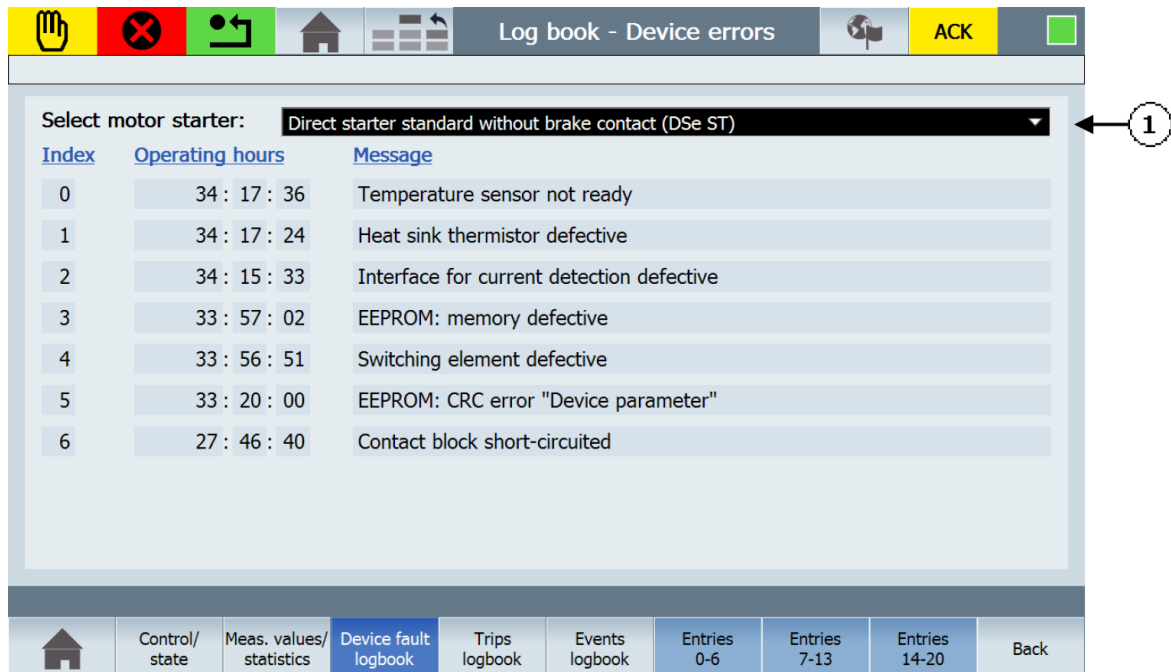 Log book - Device errors
ACK
Select motor starter: Direct starter standard without brake contact (DSe ST)
1
Index Operating hours Message
0 34 : 17 : 36 Temperature sensor not ready
1 34 : 17 : 24 Heat sink thermistor defective
2 34 : 15 : 33 Interface for current detection defective
3 33 : 57 : 02 EEPROM: memory defective
4 33 : 56 : 51 Switching element defective
5 33 : 20 : 00 EEPROM: CRC error "Device parameter"
6 27 : 46 : 40 Contact block short-circuited
Control/
state
Meas. values/
statistics
Device fault
logbook
Trips
logbook
Events
logbook
Entries
0-6
Entries
7-13
Entries
14-20
Back